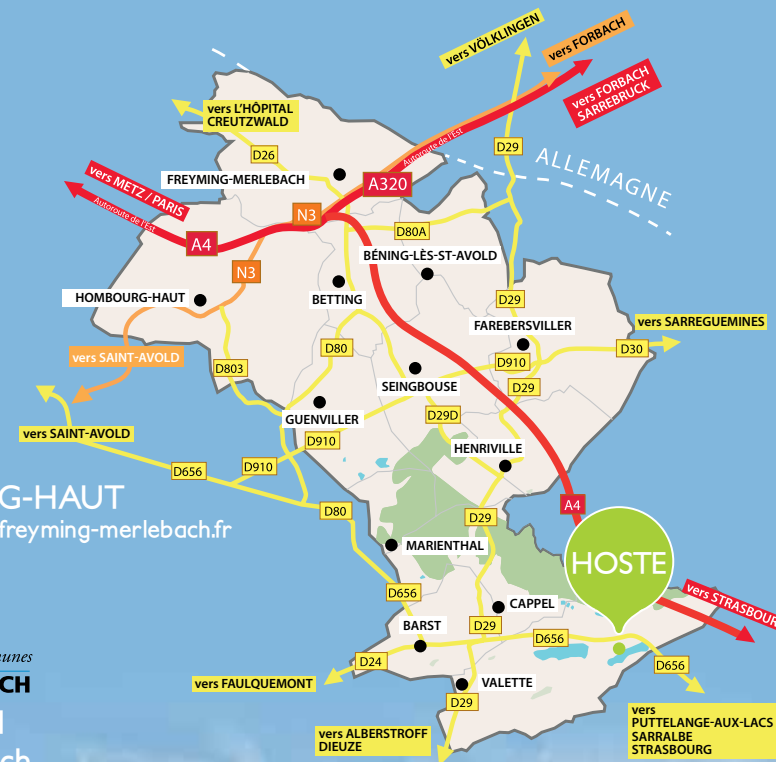 vers VÖLKLINGEN
vers FORBACH
vers FORBACH
SARREBRUCK
vers L'HÔPITAL
CREUTZWALD
Autoroute de l'Est
D29
ALLEMAGNE
D26
FREYMING-MERLEBACH
A320
vers METZ / PARIS
Autoroute de l'Est
N3
D80A
A4
BÉNING-LÈS-ST-AVOLD
N3
HOMBOURG-HAUT
BETTING
D29
FAREBERSVILLER
vers SARREGUEMINES
D80
D30
vers SAINT-AVOLD
D910
D803
SEINGBOUSE
D29
GUENVILLER
D29D
vers SAINT-AVOLD
D910
HENRIVILLE
D656
D910
G-HAUT
A4
D80
D29
freyming-merlebach.fr
MARIENTHAL
HOSTE
D656
vers STRASBOUR
CAPPEL
BARST
D29
D656
unes
D24
D656
CH
vers FAULQUEMONT
VALETTE
D29
vers
PUTTELANGE-AUX-LACS
SARRALBE
STRASBOURG
vers ALBERSTROFF
DIEUZE
ch